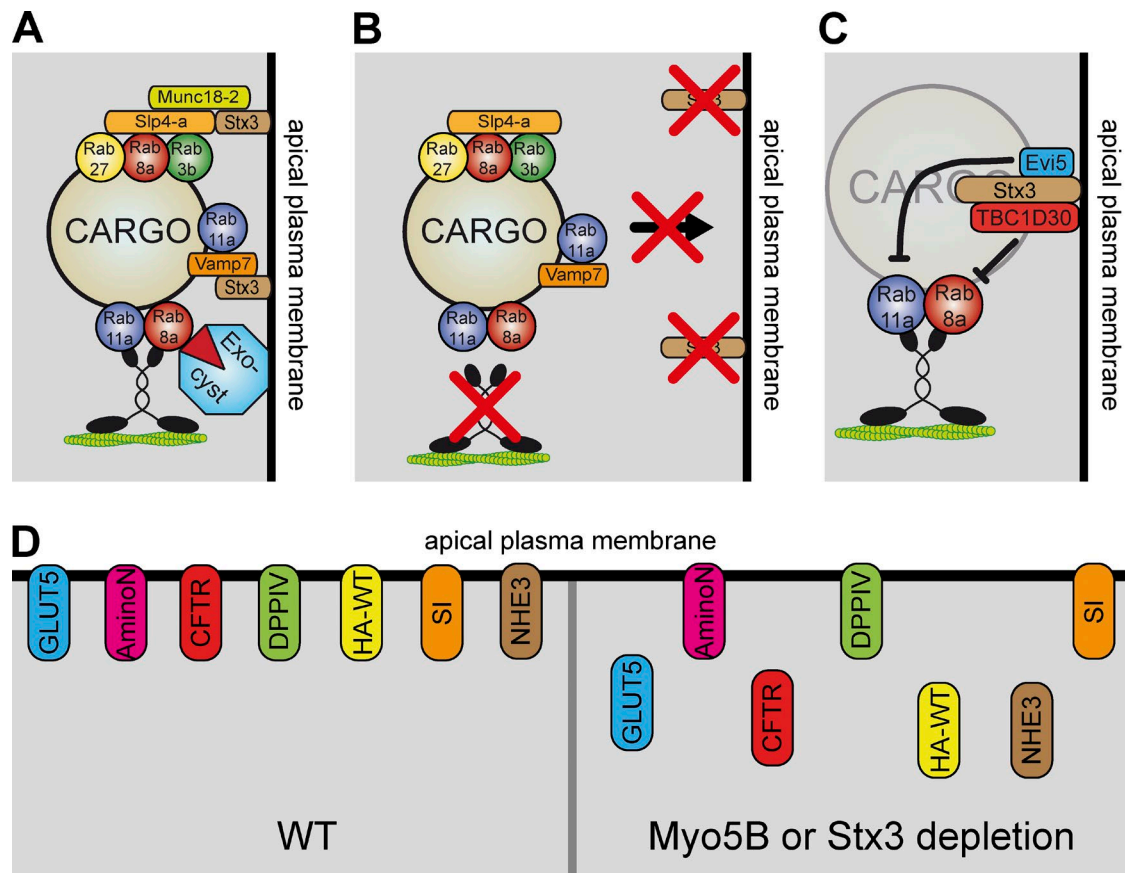 A
Munc18-2
Slp4-a
Stx3
Rab
27
Rab
8a
Rab
3b
CARGO
Rab
11a
Vamp7
Stx3
Rab
11a
Rab
8a
Exo-
cyst
apical plasma membrane
B
Slp4-a
Rab
27
Rab
8a
Rab
3b
CARGO
Rab
11a
Vamp7
Rab
11a
Rab
8a
apical plasma membrane
C
CARGO
Evi5
Stx3
TBC1D30
Rab
11a
Rab
8a
apical plasma membrane
D
apical plasma membrane
GLUT5
AminoN
CFTR
DPPIV
HA-WT
SI
NHE3
WT
GLUT5
AminoN
CFTR
DPPIV
HA-WT
NHE3
SI
Myo5B or Stx3 depletion